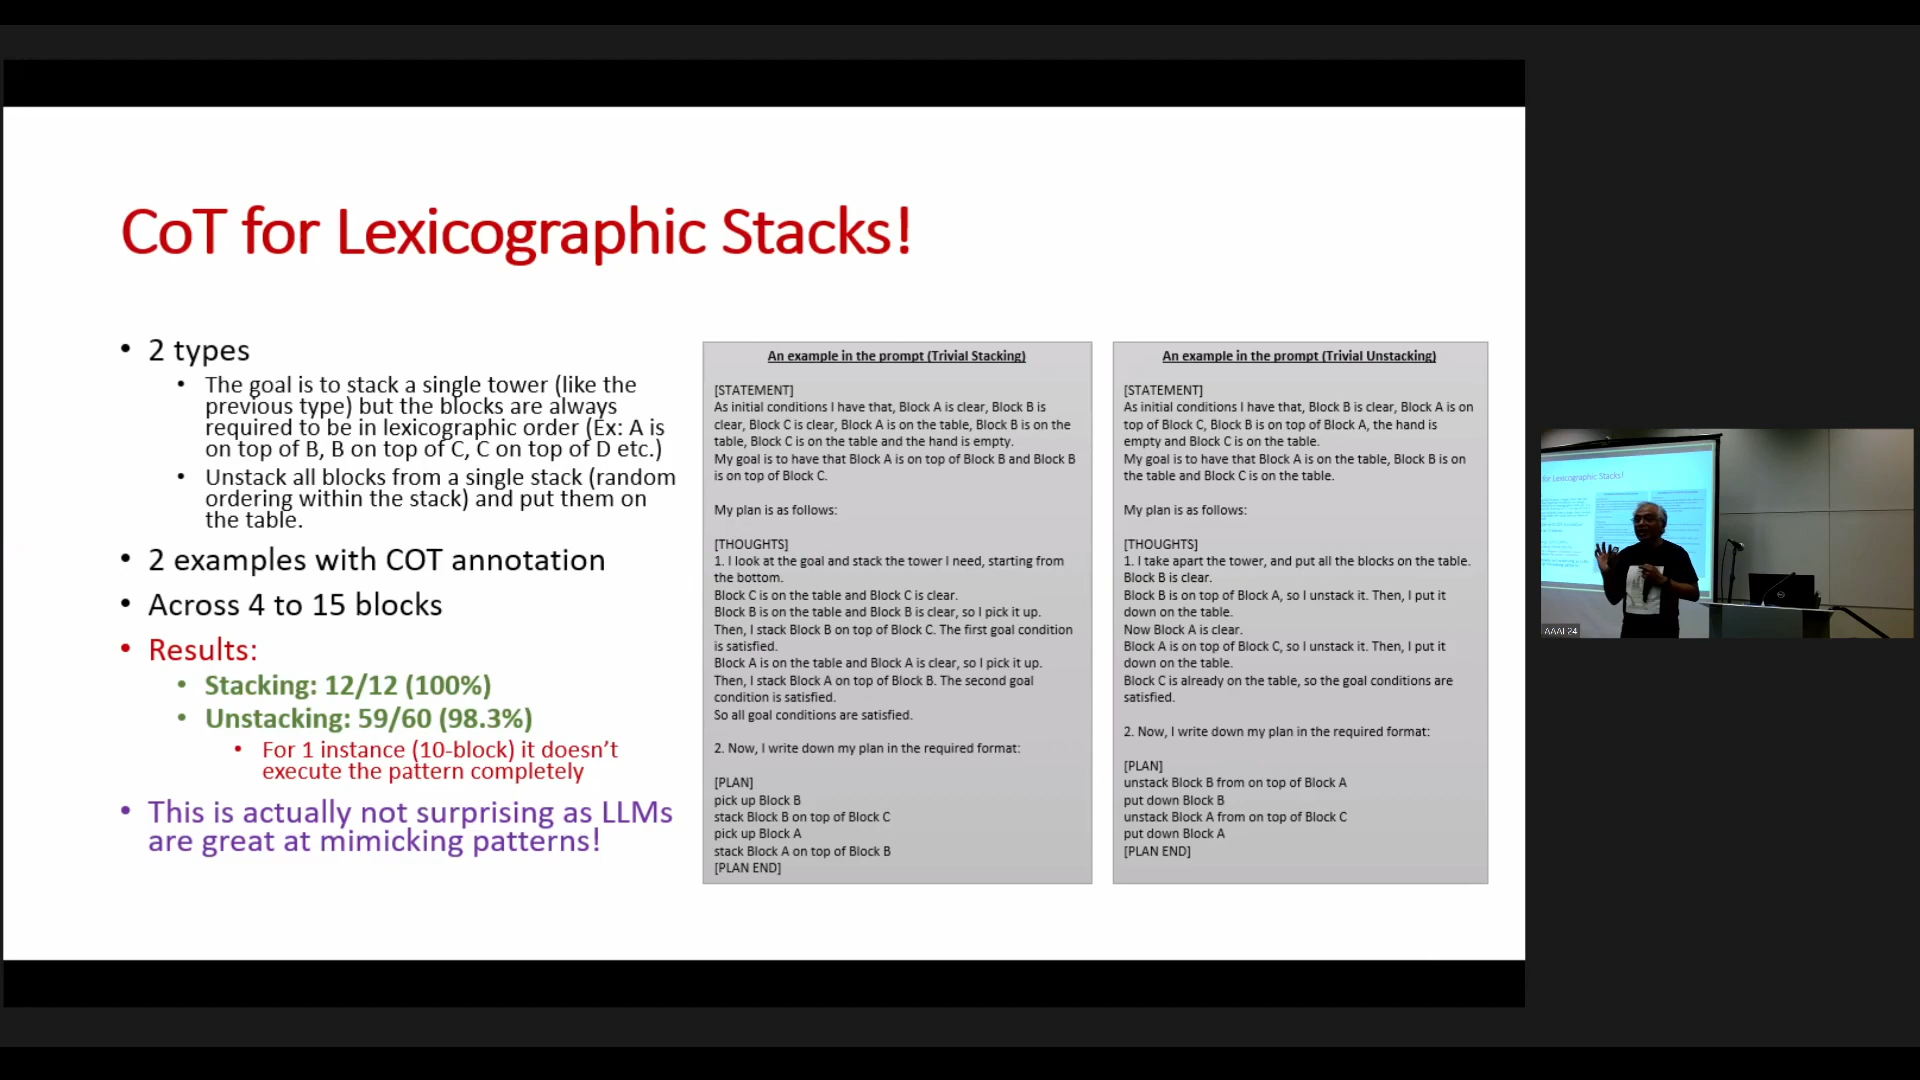 CoT for Lexicographic Stacks!
• 2 types
• The goal is to stack a single tower (like the
previous type) but the blocks are always
required to be in lexicographic order (Ex: A is
on top of B, B on top of C, C on top of D etc.)
• Unstack all blocks from a single stack (random
ordering within the stack) and put them on
the table.
• 2 examples with COT annotation
• Across 4 to 15 blocks
• Results:
• Stacking: 12/12 (100%)
• Unstacking: 59/60 (98.3%)
• For 1 instance (10-block) it doesn't
execute the pattern completely
• This is actually not surprising as LLMs
are great at mimicking patterns!
An example in the prompt (Trivial Stacking)
[STATEMENT]
As initial conditions I have that, Block A is clear, Block B is
clear, Block C is clear, Block A is on the table, Block B is on the
table, Block C is on the table and the hand is empty.
My goal is to have that Block A is on top of Block B and Block B
is on top of Block C.
My plan is as follows:
[THOUGHTS]
1. I look at the goal and stack the tower I need, starting from
the bottom.
Block C is on the table and Block C is clear.
Block B is on the table and Block B is clear, so I pick it up.
Then, I stack Block B on top of Block C. The first goal condition
is satisfied.
Block A is on the table and Block A is clear, so I pick it up.
Then, I stack Block A on top of Block B. The second goal
condition is satisfied.
So all goal conditions are satisfied.
2. Now, I write down my plan in the required format:
[PLAN]
pick up Block B
stack Block B on top of Block C
pick up Block A
stack Block A on top of Block B
[PLAN END]
An example in the prompt (Trivial Unstacking)
[STATEMENT]
As initial conditions I have that, Block B is clear, Block A is on
top of Block C, Block B is on top of Block A, the hand is
empty and Block C is on the table.
My goal is to have that Block A is on the table, Block B is on
the table and Block C is on the table.
My plan is as follows:
[THOUGHTS]
1. I take apart the tower, and put all the blocks on the table.
Block B is clear.
Block B is on top of Block A, so I unstack it. Then, I put it
down on the table.
Now Block A is clear.
Block A is on top of Block C, so I unstack it. Then, I put it
down on the table.
Block C is already on the table, so the goal conditions are
satisfied.
2. Now, I write down my plan in the required format:
[PLAN]
unstack Block B from on top of Block A
put down Block B
unstack Block A from on top of Block C
put down Block A
[PLAN END]
for Lexicographic Stacks!
AAAI 24